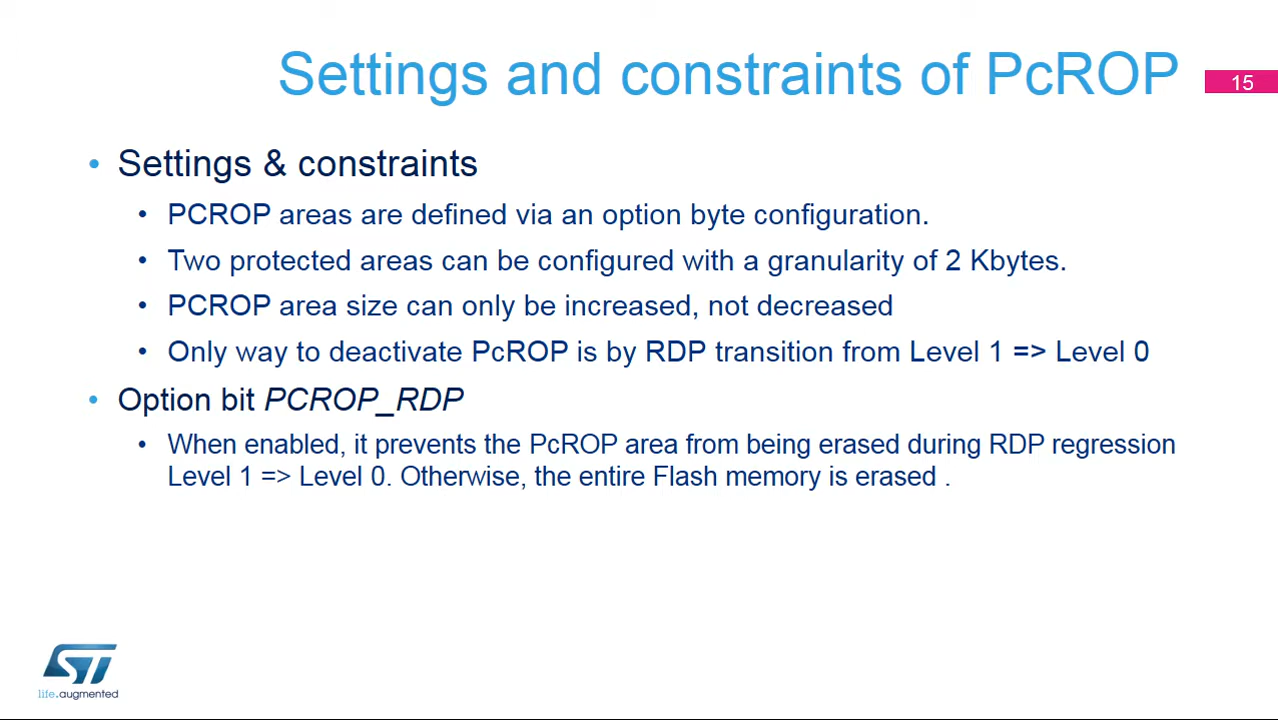 Settings and constraints of PcROP
15
• Settings & constraints
• PCROP areas are defined via an option byte configuration.
• Two protected areas can be configured with a granularity of 2 Kbytes.
• PCROP area size can only be increased, not decreased
• Only way to deactivate PcROP is by RDP transition from Level 1 => Level 0
• Option bit PCROP_RDP
• When enabled, it prevents the PcROP area from being erased during RDP regression
Level 1 => Level 0. Otherwise, the entire Flash memory is erased .
ST
life.augmented